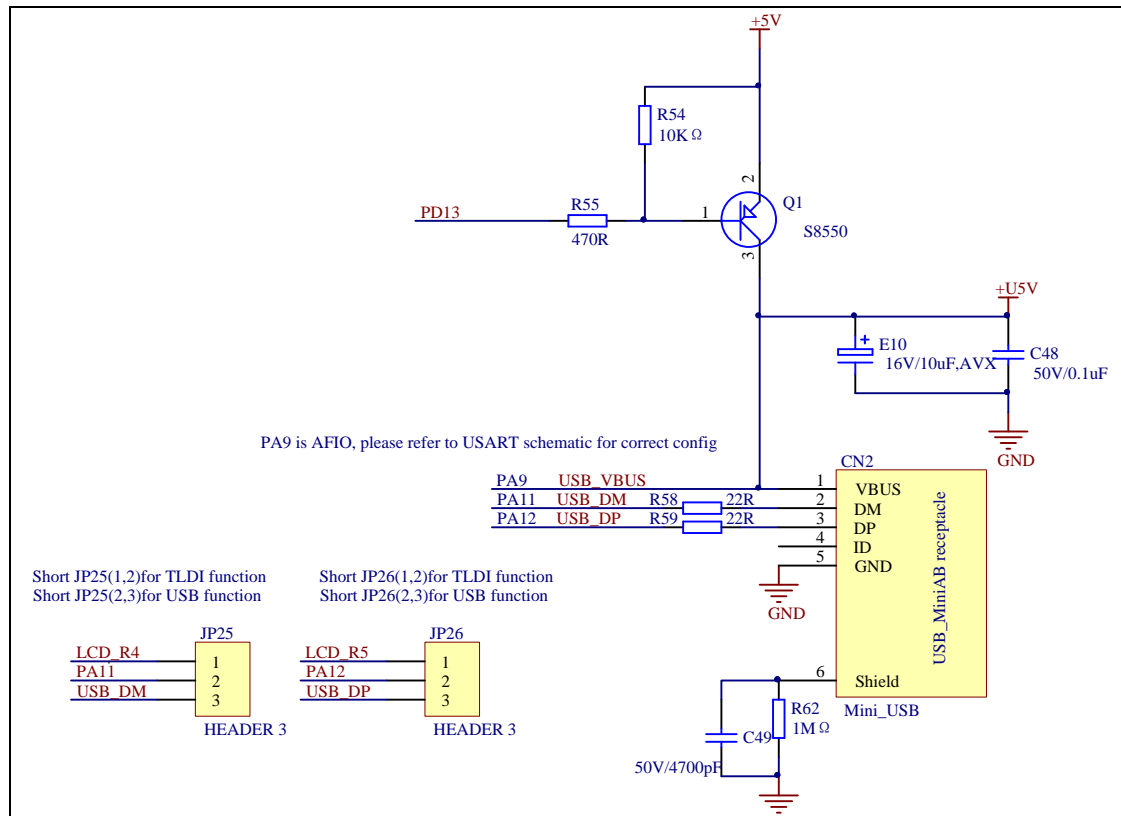 +5V
R54
10KΩ
2
Q1
S8550
PD13
R55
470R
1
3
+U5V
E10
16V/10uF,AVX
C48
50V/0.1uF
GND
PA9 is AFIO, please refer to USART schematic for correct config
CN2
PA9 USB_VBUS 1 VBUS
PA11 USB_DM R58 22R 2 DM
PA12 USB_DP R59 22R 3 DP
4 ID
5 GND
GND
USB_MiniAB receptacle
6 Shield
Mini_USB
R62
1MΩ
C49
50V/4700pF
Short JP25(1,2)for TLDI function
Short JP25(2,3)for USB function
JP25
LCD_R4 1
PA11 2
USB_DM 3
HEADER 3
Short JP26(1,2)for TLDI function
Short JP26(2,3)for USB function
JP26
LCD_R5 1
PA12 2
USB_DP 3
HEADER 3